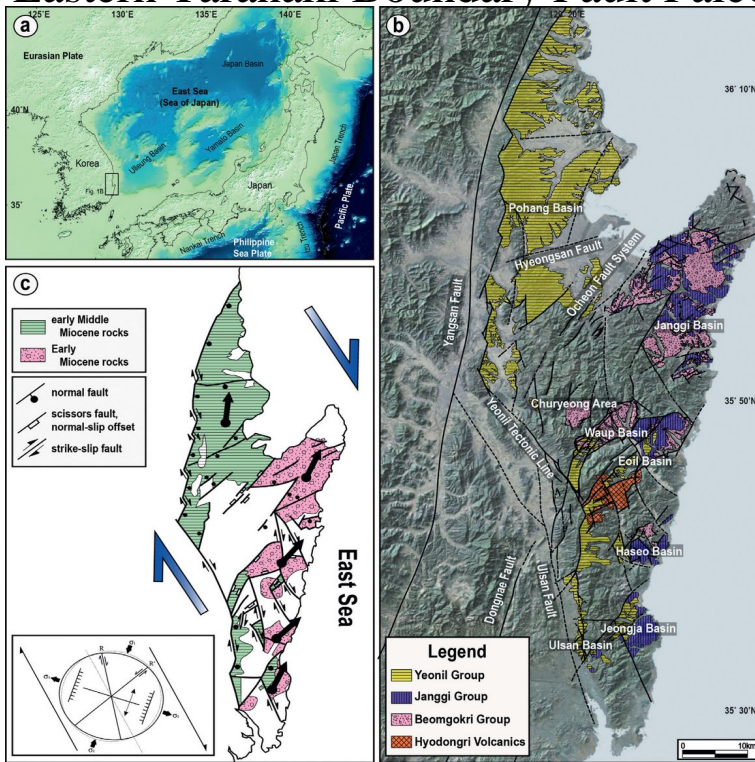 a
130°E
135°E
140°E
Eurasian Plate
Japan Basin
40°N
East Sea
(Sea of Japan)
Ulleung Basin
Yamato Basin
Korea
Fig. 1B
Japan
Japan Trench
35°
Pacific Plate
Nankai Trench
Izu Trench
Philippine
Sea Plate
b
36° 10'N
Pohang Basin
Hyeongsan Fault
Ocheon Fault System
Yangsan Fault
Janggi Basin
35° 50'N
Churyeong Area
Waup Basin
Yeonil Tectonic Line
Eoil Basin
Haseo Basin
Dongnae Fault
Ulsan Fault
Jeongja Basin
Ulsan Basin
35° 30'N
Legend
Yeonil Group
Janggi Group
Beomgokri Group
Hyodongri Volcanics
0 10km
c
early Middle
Miocene rocks
Early
Miocene rocks
normal fault
scissors fault,
normal-slip offset
strike-slip fault
East Sea
R
σ₁
R'